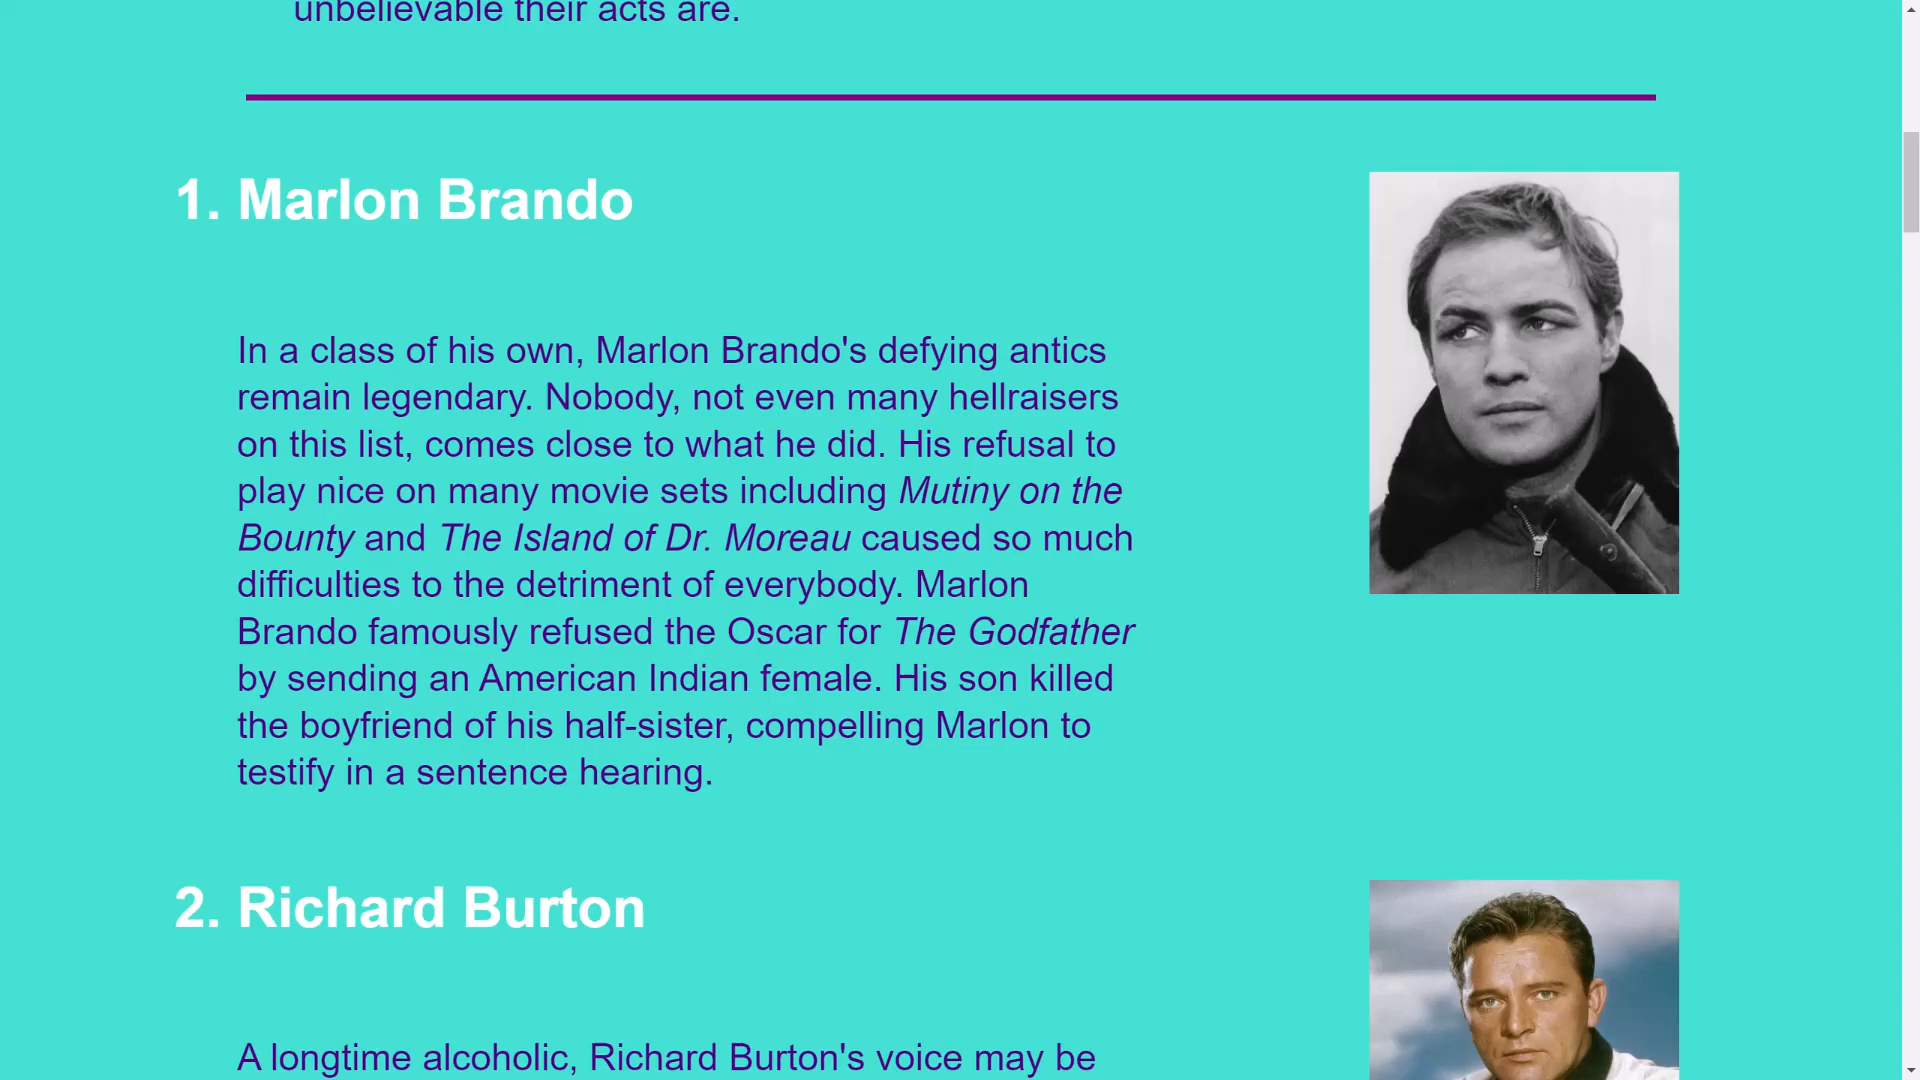 unbelievable their acts are.
1. Marlon Brando
In a class of his own, Marlon Brando's defying antics
remain legendary. Nobody, not even many hellraisers
on this list, comes close to what he did. His refusal to
play nice on many movie sets including Mutiny on the
Bounty and The Island of Dr. Moreau caused so much
difficulties to the detriment of everybody. Marlon
Brando famously refused the Oscar for The Godfather
by sending an American Indian female. His son killed
the boyfriend of his half-sister, compelling Marlon to
testify in a sentence hearing.
2. Richard Burton
A longtime alcoholic, Richard Burton's voice may be